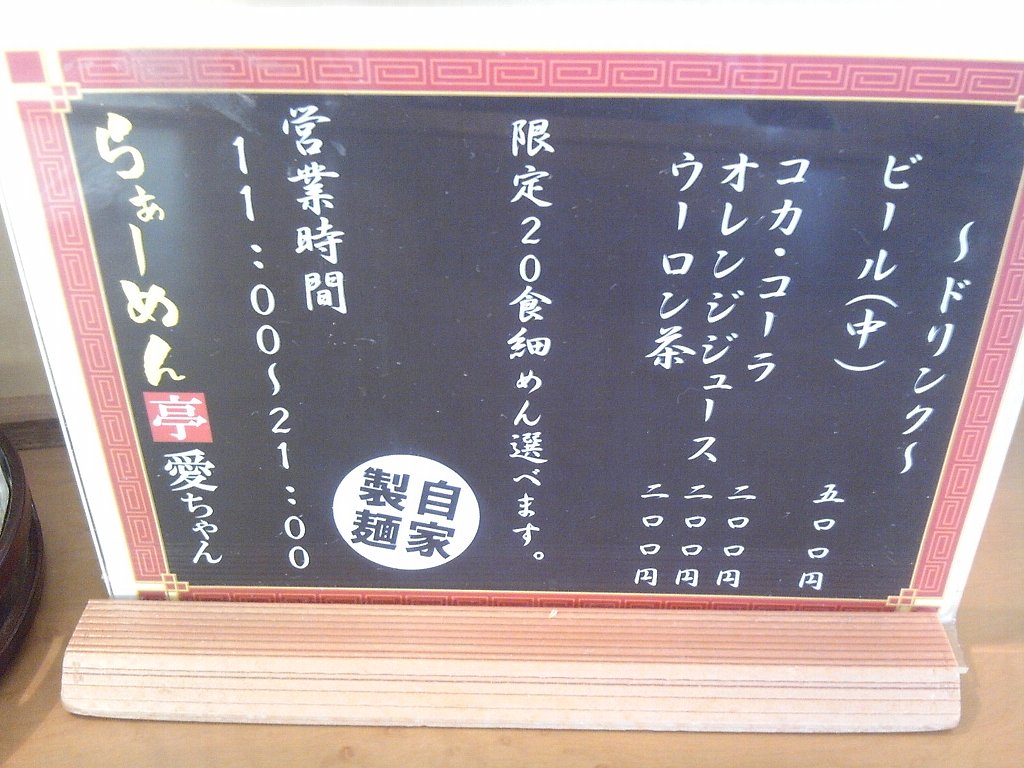 〜ドリンク〜
ビール(中) 五〇〇円
コカ・コーラ 二〇〇円
オレンジジュース 二〇〇円
ウーロン茶 二〇〇円
限定20食細めん選べます。
自家
製麺
営業時間
11:00〜21:00
らぁーめん亭 愛ちゃん